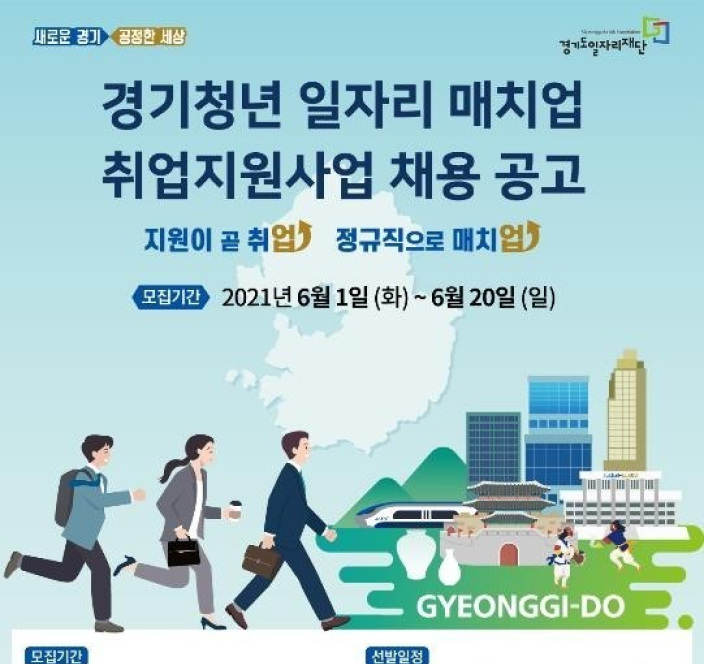 새로운 경기 공정한 세상
경기도일자리재단
경기청년 일자리 매치업
취업지원사업 채용 공고
지원이 곧 취업 정규직으로 매치업
모집기간 2021년 6월 1일 (화) ~ 6월 20일 (일)
GYEONGGI-DO
모집기간 선발일정